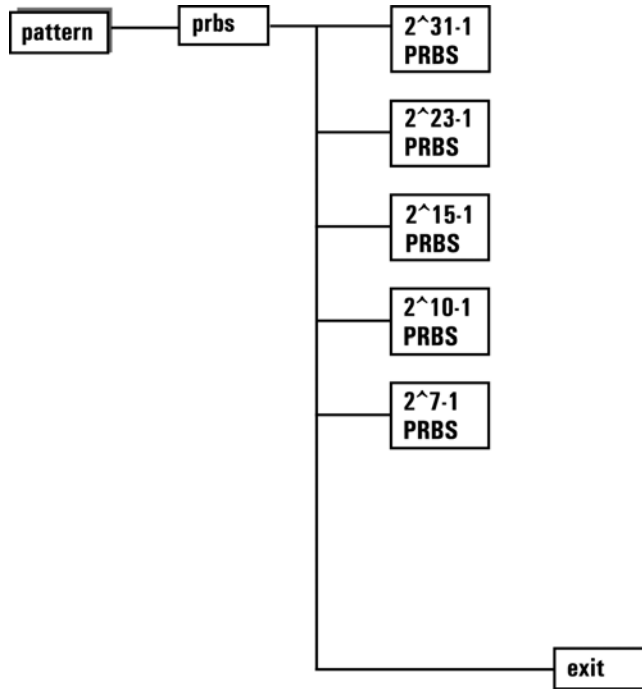 pattern
prbs
2^31-1
PRBS
2^23-1
PRBS
2^15-1
PRBS
2^10-1
PRBS
2^7-1
PRBS
exit